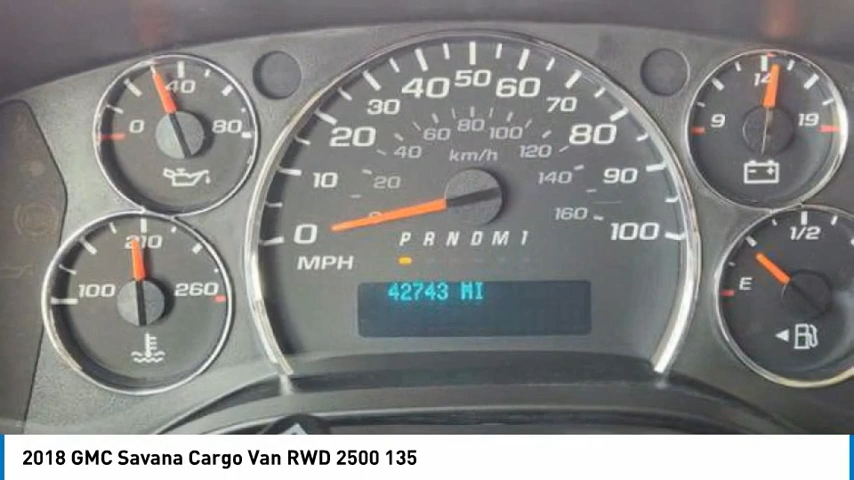 40
0 80
210
100 260
40 50 60
30 70
20 80
10 90
0 100
60 80 100
40 120
km/h
20 140
0 160
P R N D M 1
MPH
42743 MI
14
9 19
1/2
E
2018 GMC Savana Cargo Van RWD 2500 135